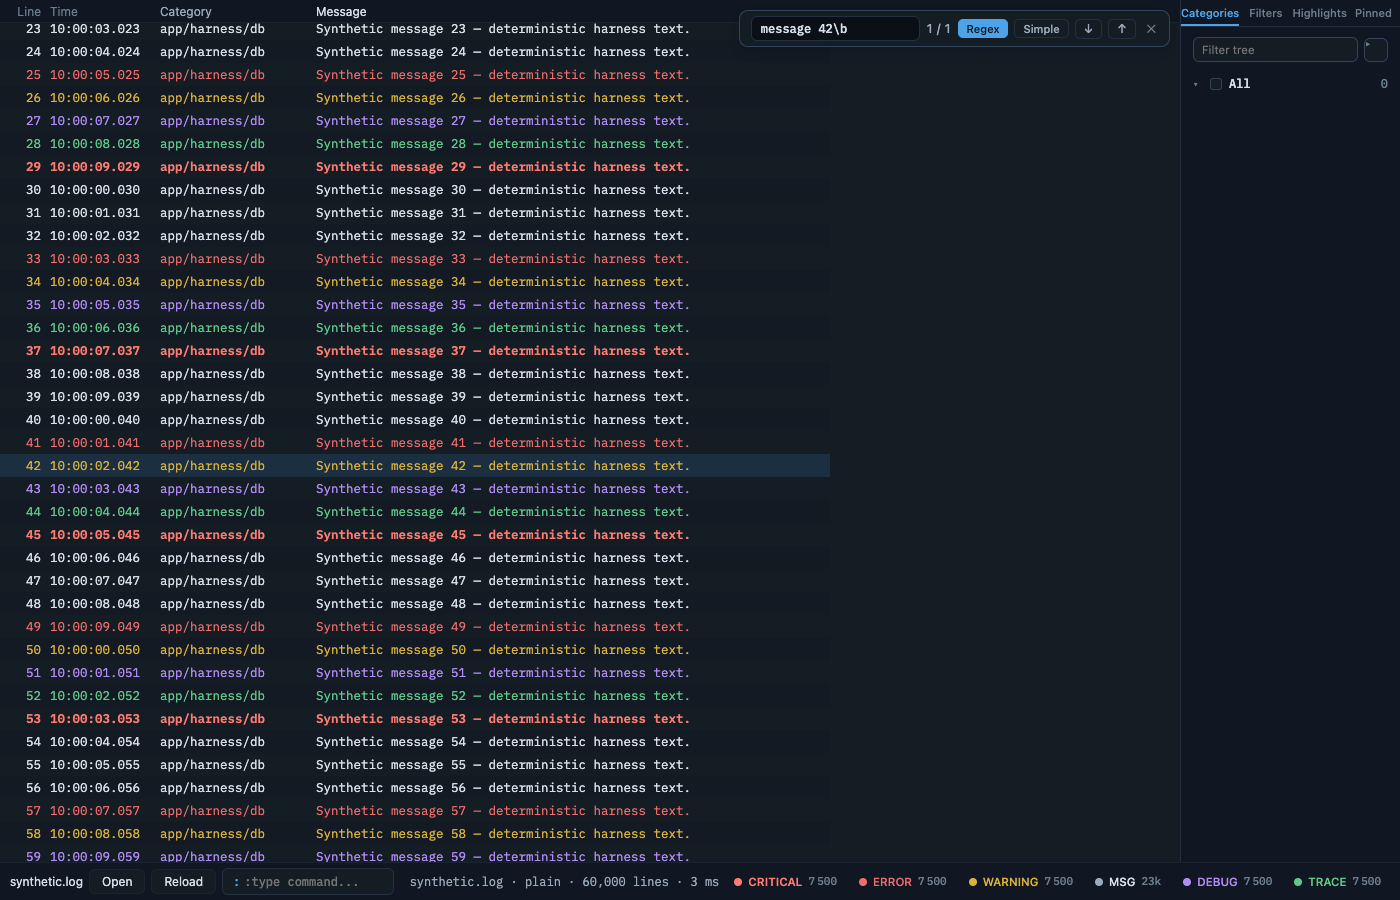 Line Time Category Message
message 42\b 1 / 1 Regex Simple ↓ ↑ ✕
Categories Filters Highlights Pinned
Filter tree
All 0
23 10:00:03.023 app/harness/db Synthetic message 23 — deterministic harness text.
24 10:00:04.024 app/harness/db Synthetic message 24 — deterministic harness text.
25 10:00:05.025 app/harness/db Synthetic message 25 — deterministic harness text.
26 10:00:06.026 app/harness/db Synthetic message 26 — deterministic harness text.
27 10:00:07.027 app/harness/db Synthetic message 27 — deterministic harness text.
28 10:00:08.028 app/harness/db Synthetic message 28 — deterministic harness text.
29 10:00:09.029 app/harness/db Synthetic message 29 — deterministic harness text.
30 10:00:00.030 app/harness/db Synthetic message 30 — deterministic harness text.
31 10:00:01.031 app/harness/db Synthetic message 31 — deterministic harness text.
32 10:00:02.032 app/harness/db Synthetic message 32 — deterministic harness text.
33 10:00:03.033 app/harness/db Synthetic message 33 — deterministic harness text.
34 10:00:04.034 app/harness/db Synthetic message 34 — deterministic harness text.
35 10:00:05.035 app/harness/db Synthetic message 35 — deterministic harness text.
36 10:00:06.036 app/harness/db Synthetic message 36 — deterministic harness text.
37 10:00:07.037 app/harness/db Synthetic message 37 — deterministic harness text.
38 10:00:08.038 app/harness/db Synthetic message 38 — deterministic harness text.
39 10:00:09.039 app/harness/db Synthetic message 39 — deterministic harness text.
40 10:00:00.040 app/harness/db Synthetic message 40 — deterministic harness text.
41 10:00:01.041 app/harness/db Synthetic message 41 — deterministic harness text.
42 10:00:02.042 app/harness/db Synthetic message 42 — deterministic harness text.
43 10:00:03.043 app/harness/db Synthetic message 43 — deterministic harness text.
44 10:00:04.044 app/harness/db Synthetic message 44 — deterministic harness text.
45 10:00:05.045 app/harness/db Synthetic message 45 — deterministic harness text.
46 10:00:06.046 app/harness/db Synthetic message 46 — deterministic harness text.
47 10:00:07.047 app/harness/db Synthetic message 47 — deterministic harness text.
48 10:00:08.048 app/harness/db Synthetic message 48 — deterministic harness text.
49 10:00:09.049 app/harness/db Synthetic message 49 — deterministic harness text.
50 10:00:00.050 app/harness/db Synthetic message 50 — deterministic harness text.
51 10:00:01.051 app/harness/db Synthetic message 51 — deterministic harness text.
52 10:00:02.052 app/harness/db Synthetic message 52 — deterministic harness text.
53 10:00:03.053 app/harness/db Synthetic message 53 — deterministic harness text.
54 10:00:04.054 app/harness/db Synthetic message 54 — deterministic harness text.
55 10:00:05.055 app/harness/db Synthetic message 55 — deterministic harness text.
56 10:00:06.056 app/harness/db Synthetic message 56 — deterministic harness text.
57 10:00:07.057 app/harness/db Synthetic message 57 — deterministic harness text.
58 10:00:08.058 app/harness/db Synthetic message 58 — deterministic harness text.
59 10:00:09.059 app/harness/db Synthetic message 59 — deterministic harness text.
synthetic.log Open Reload : :type command... synthetic.log · plain · 60,000 lines · 3 ms CRITICAL 7 500 ERROR 7 500 WARNING 7 500 MSG 23k DEBUG 7 500 TRACE 7 500